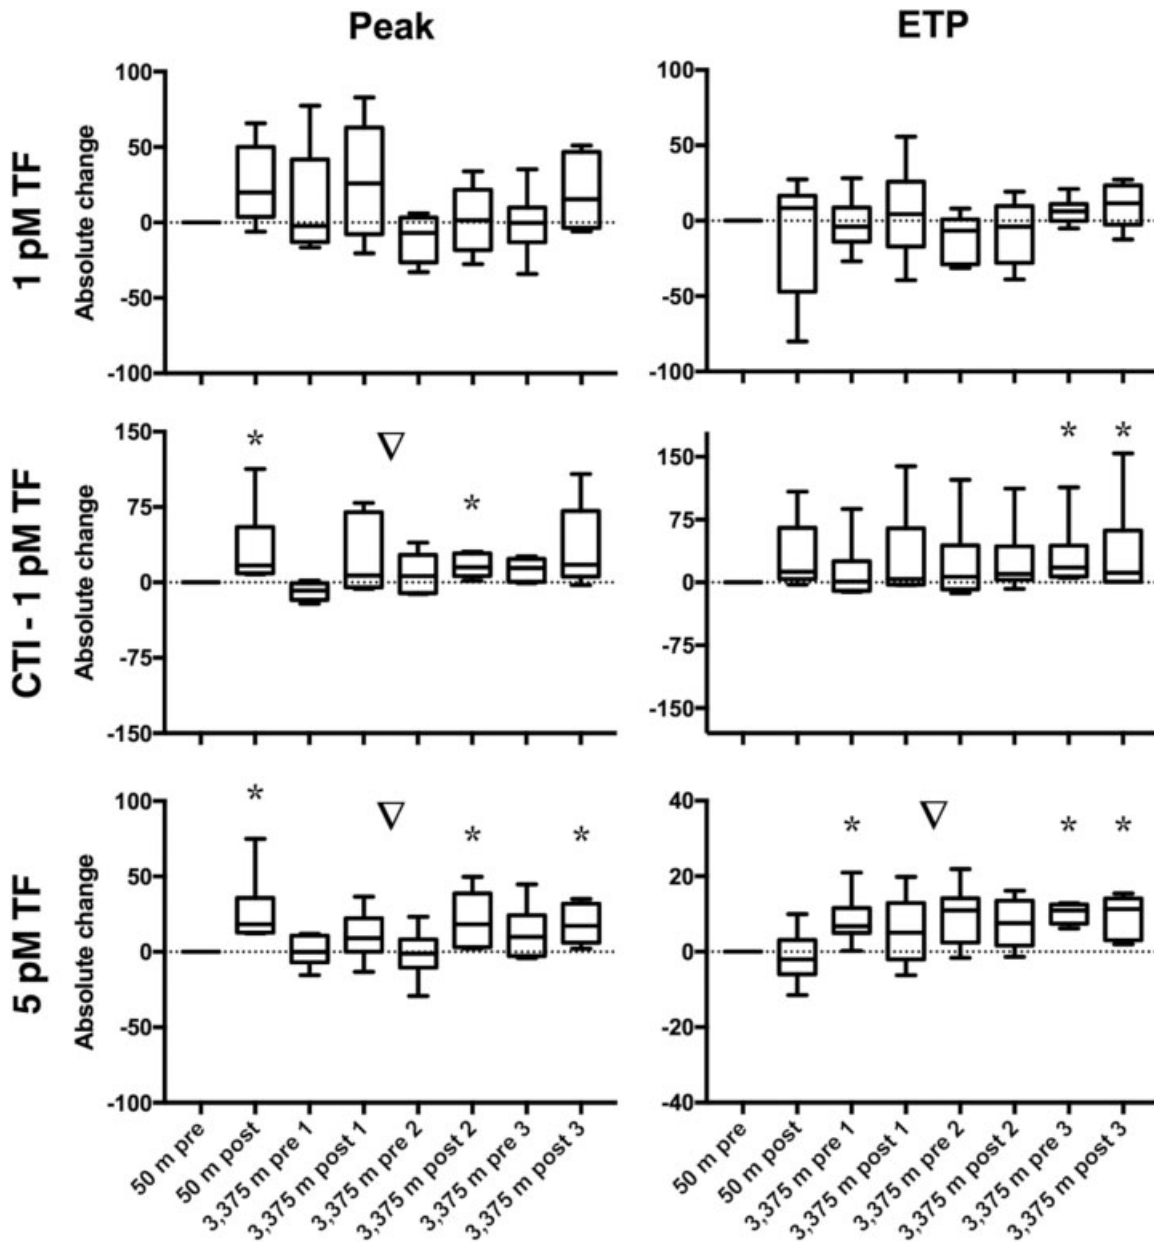 Peak
ETP
1 pM TF
Absolute change
100
50
0
-50
-100
100
50
0
-50
-100
CTI - 1 pM TF
Absolute change
150
75
0
-75
-150
*
*
150
75
0
-75
-150
*
*
5 pM TF
Absolute change
100
50
0
-50
-100
*
*
*
40
20
0
-20
-40
*
*
*
50 m pre
50 m post
3,375 m pre 1
3,375 m post 1
3,375 m pre 2
3,375 m post 2
3,375 m pre 3
3,375 m post 3
50 m pre
50 m post
3,375 m pre 1
3,375 m post 1
3,375 m pre 2
3,375 m post 2
3,375 m pre 3
3,375 m post 3